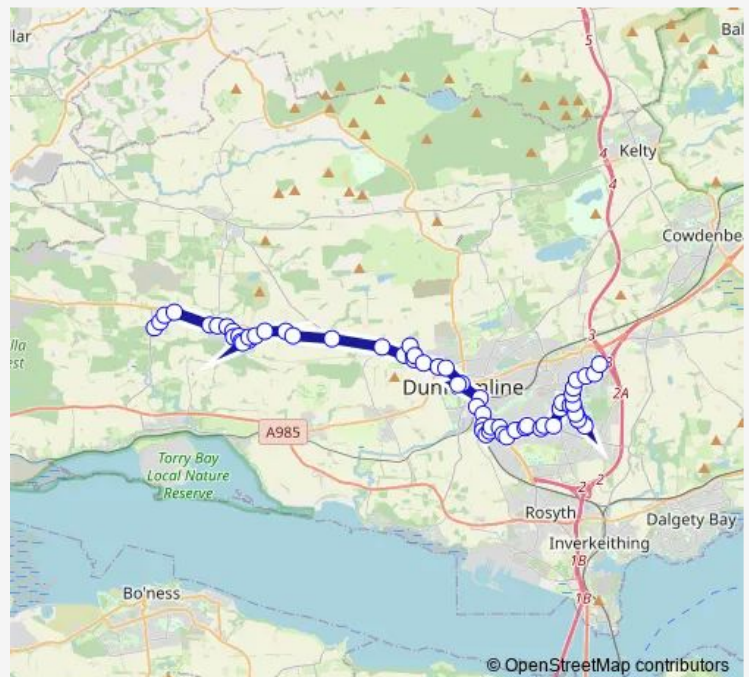 lar
Bal
5
4
Kelty
4
Cowdenbe
3
3
lla
est
Dunfermline
2A
A985
Torry Bay
Local Nature
Reserve
2
2
Rosyth
Dalgety Bay
Inverkeithing
1B
Bo'ness
1B
© OpenStreetMap contributors